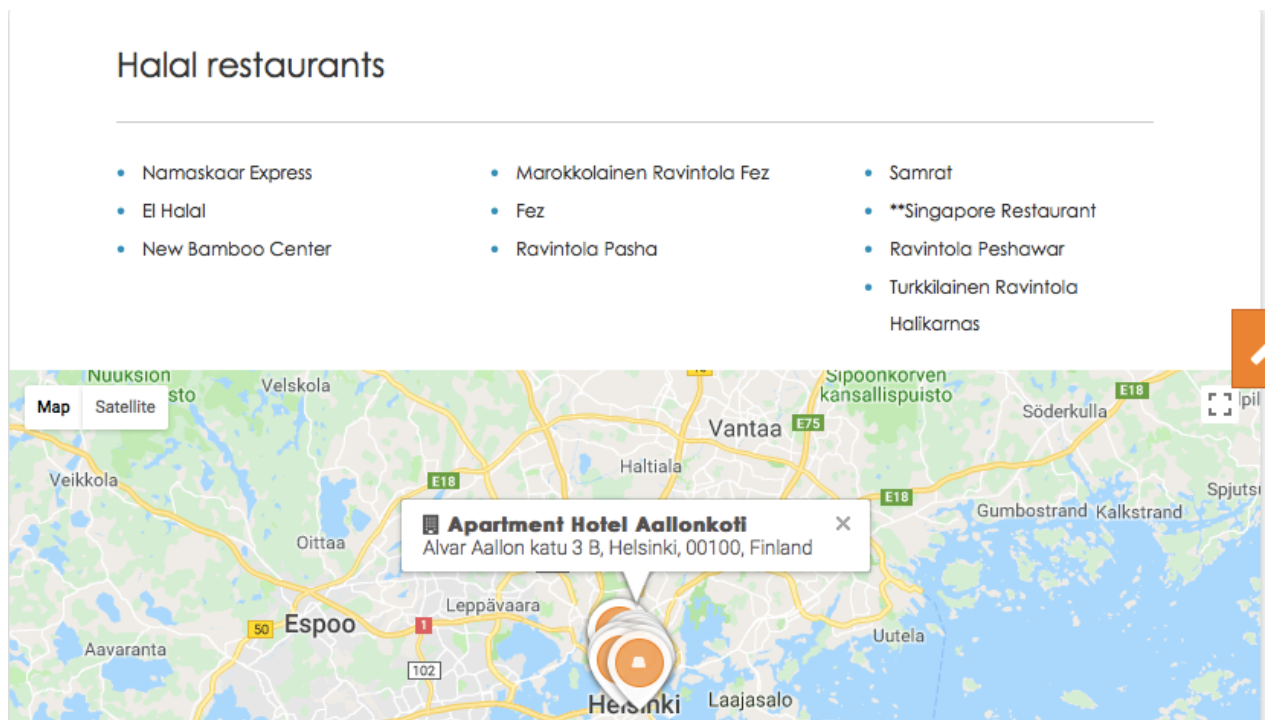 Halal restaurants
Namaskaar Express
El Halal
New Bamboo Center
Marokkolainen Ravintola Fez
Fez
Ravintola Pasha
Samrat
**Singapore Restaurant
Ravintola Peshawar
Turkkilainen Ravintola
Halikarnas
Map
Satellite
Nuuksion
sto
Velskola
Sipoonkorven
kansallispuisto
E18
Söderkulla
Vantaa
E75
Haltiala
Veikkola
E18
E18
Spjutsu
Gumbostrand
Kalkstrand
Apartment Hotel Aallonkoti
Alvar Aallon katu 3 B, Helsinki, 00100, Finland
Oittaa
Leppävaara
50
Espoo
1
Uutela
Aavaranta
102
Helsinki
Laajasalo